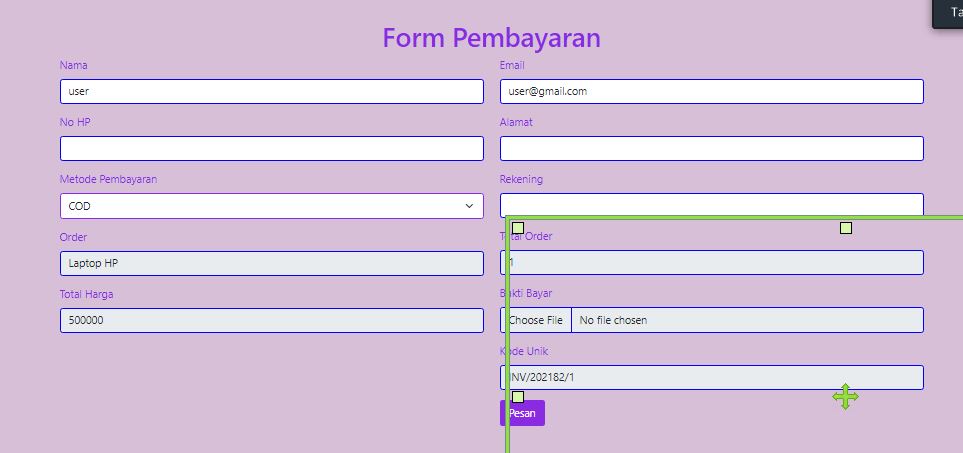 Ta
Form Pembayaran
Nama
Email
user
user@gmail.com
No HP
Alamat
Metode Pembayaran
Rekening
COD
Order
Total Order
Laptop HP
1
Total Harga
Bukti Bayar
500000
Choose File
No file chosen
Kode Unik
INV/202182/1
Pesan